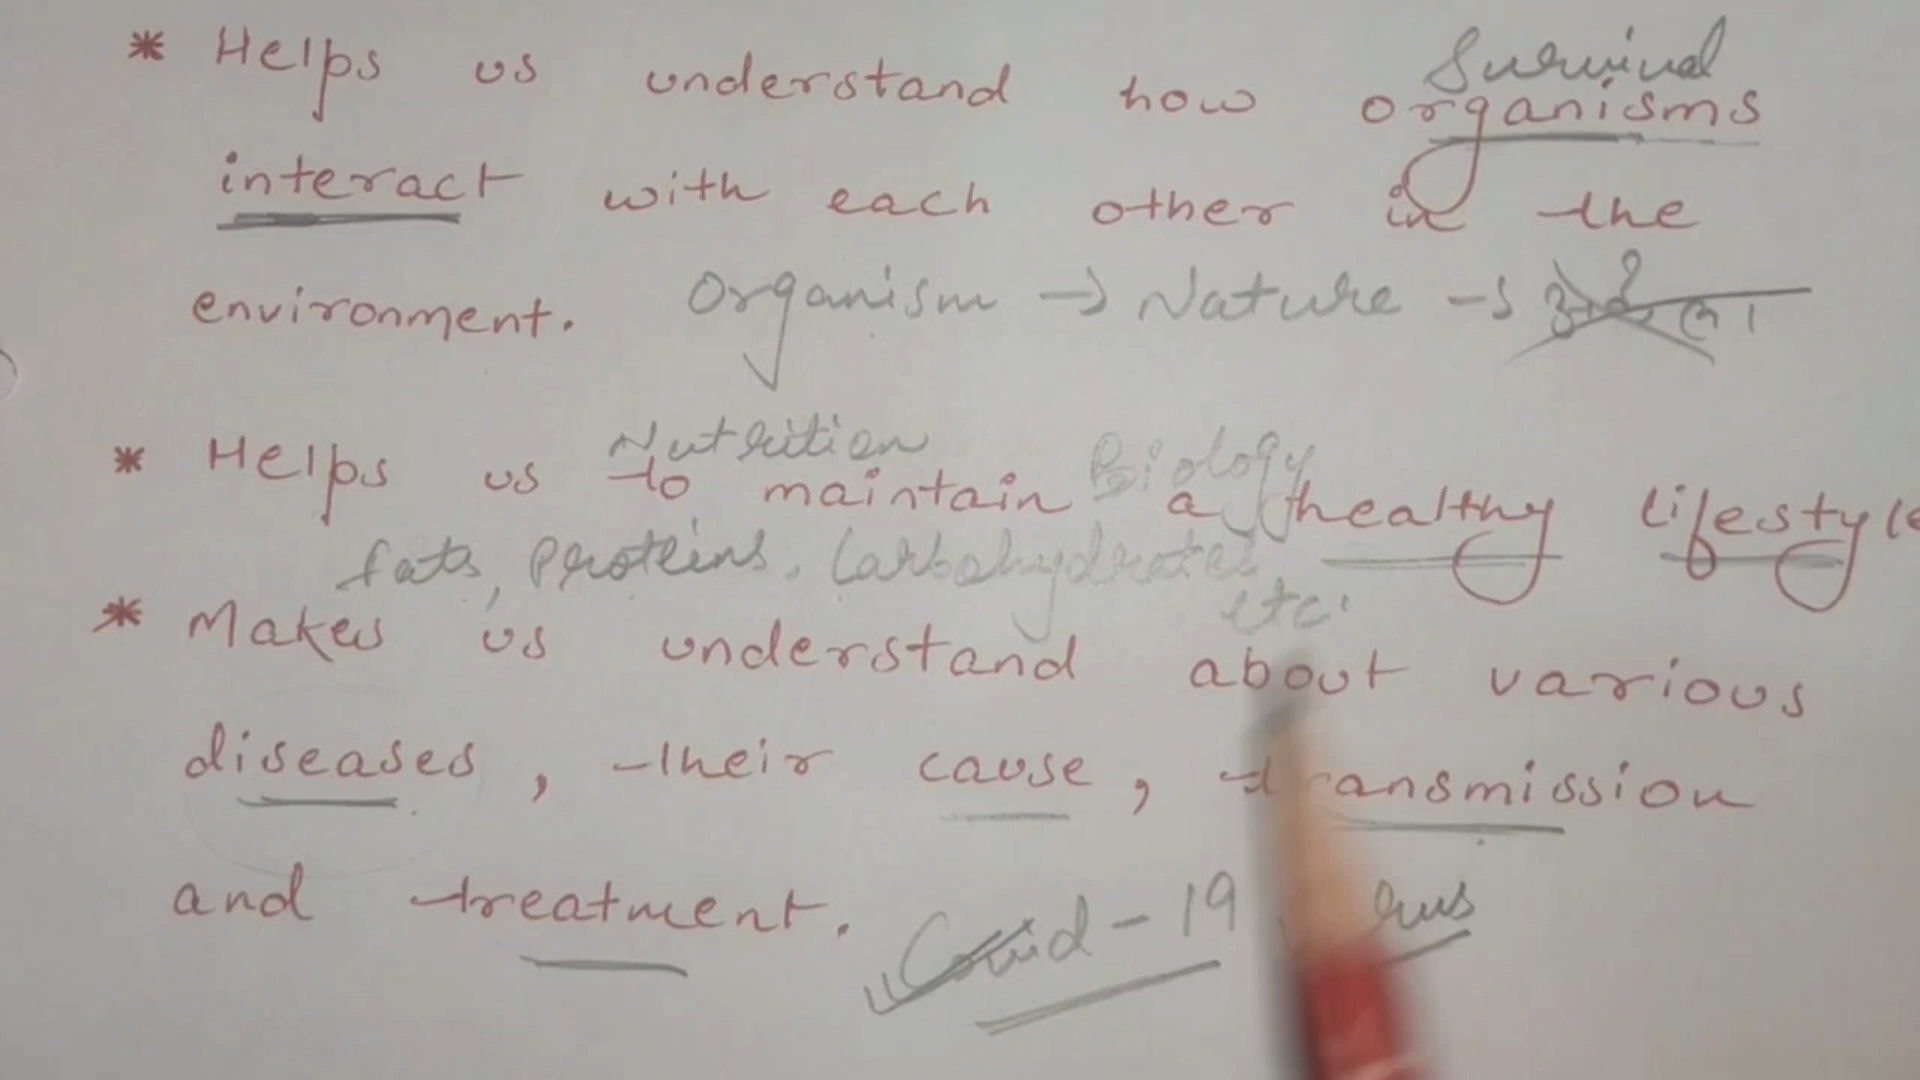 Survival
* Helps us understand how organisms
interact with each other in the
environment. Organism → Nature →
Nutrition Biology
* Helps us to maintain a healthy lifestyle
fats, Proteins, Carbohydrates
etc.
* Makes us understand about various
diseases, their cause, transmission
and treatment. Covid-19